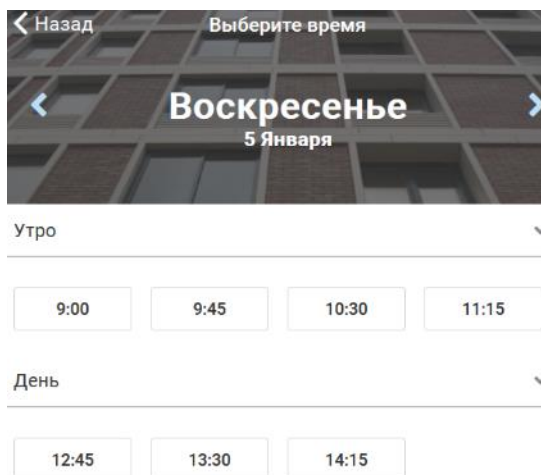 Назад Выберите время
Воскресенье
5 Января
Утро
9:00 9:45 10:30 11:15
День
12:45 13:30 14:15